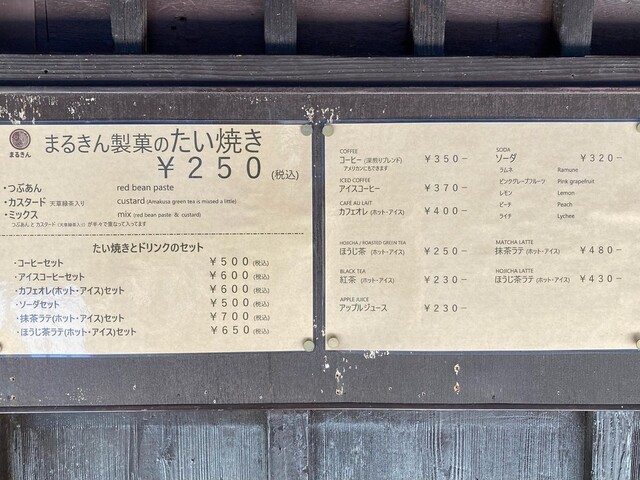 まるきん
まるきん製菓のたい焼き
￥２５０ (税込)
・つぶあん red bean paste
・カスタード 天草緑茶入り custard (Amakusa green tea is micsed a little)
・ミックス mix (red bean paste & custard)
つぶあん と カスタード (天草緑茶入り) が半々で重なって入ってます
たい焼きとドリンクのセット
・コーヒーセット ￥５００(税込)
・アイスコーヒーセット ￥６００(税込)
・カフェオレ(ホット・アイス)セット ￥６００(税込)
・ソーダセット ￥５００(税込)
・抹茶ラテ(ホット・アイス)セット ￥７００(税込)
・ほうじ茶ラテ(ホット・アイス)セット ￥６５０(税込)
COFFEE
コーヒー (深煎りブレンド) ￥３５０−
アメリカンにもできます
ICED COFFEE
アイスコーヒー ￥３７０−
CAFÉ AU LAIT
カフェオレ (ホット・アイス) ￥４００−
HOJICHA / ROASTED GREEN TEA
ほうじ茶 (ホット・アイス) ￥２５０−
BLACK TEA
紅茶 (ホット・アイス) ￥２３０−
APPLE JUICE
アップルジュース ￥２３０−
SODA
ソーダ ￥３２０−
ラムネ Ramune
ピンクグレープフルーツ Pink grapefruit
レモン Lemon
ピーチ Peach
ライチ Lychee
MATCHA LATTE
抹茶ラテ (ホット・アイス) ￥４８０−
HOJICHA LATTE
ほうじ茶ラテ (ホット・アイス) ￥４３０−